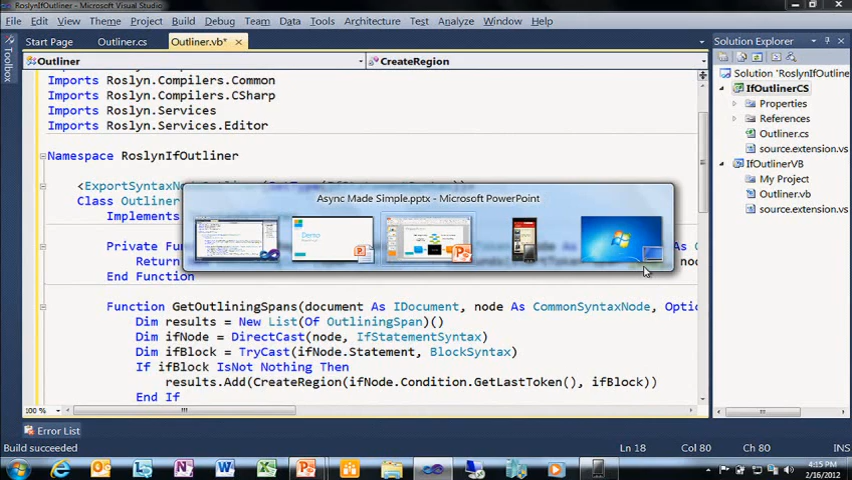 RoslynIfOutliner - Microsoft Visual Studio
File Edit View Theme Project Build Debug Team Data Tools Architecture Test Analyze Window Help
Start Page Outliner.cs Outliner.vb* ×
Toolbox
Outliner CreateRegion
Imports Roslyn.Compilers.Common
Imports Roslyn.Compilers.CSharp
Imports Roslyn.Services
Imports Roslyn.Services.Editor
Namespace RoslynIfOutliner
Class Outliner
Implements
Private Function
Return
End Function
Function GetOutliningSpans(document As IDocument, node As CommonSyntaxNode, Option
Dim results = New List(Of OutliningSpan)()
Dim ifNode = DirectCast(node, IfStatementSyntax)
Dim ifBlock = TryCast(ifNode.Statement, BlockSyntax)
If ifBlock IsNot Nothing Then
results.Add(CreateRegion(ifNode.Condition.GetLastToken(), ifBlock))
End If
Async Made Simple.pptx - Microsoft PowerPoint
Demo
Solution Explorer
Solution 'RoslynIfOutline
IfOutlinerCS
Properties
References
Outliner.cs
source.extension.vs
IfOutlinerVB
My Project
Outliner.vb
source.extension.vs
100 %
Error List
Build succeeded Ln 18 Col 80 Ch 80 INS
4:15 PM
2/16/2012